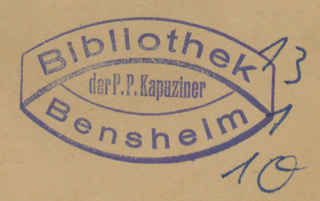 Bibliothek
der P. P. Kapuziner
Bensheim
13
1
10